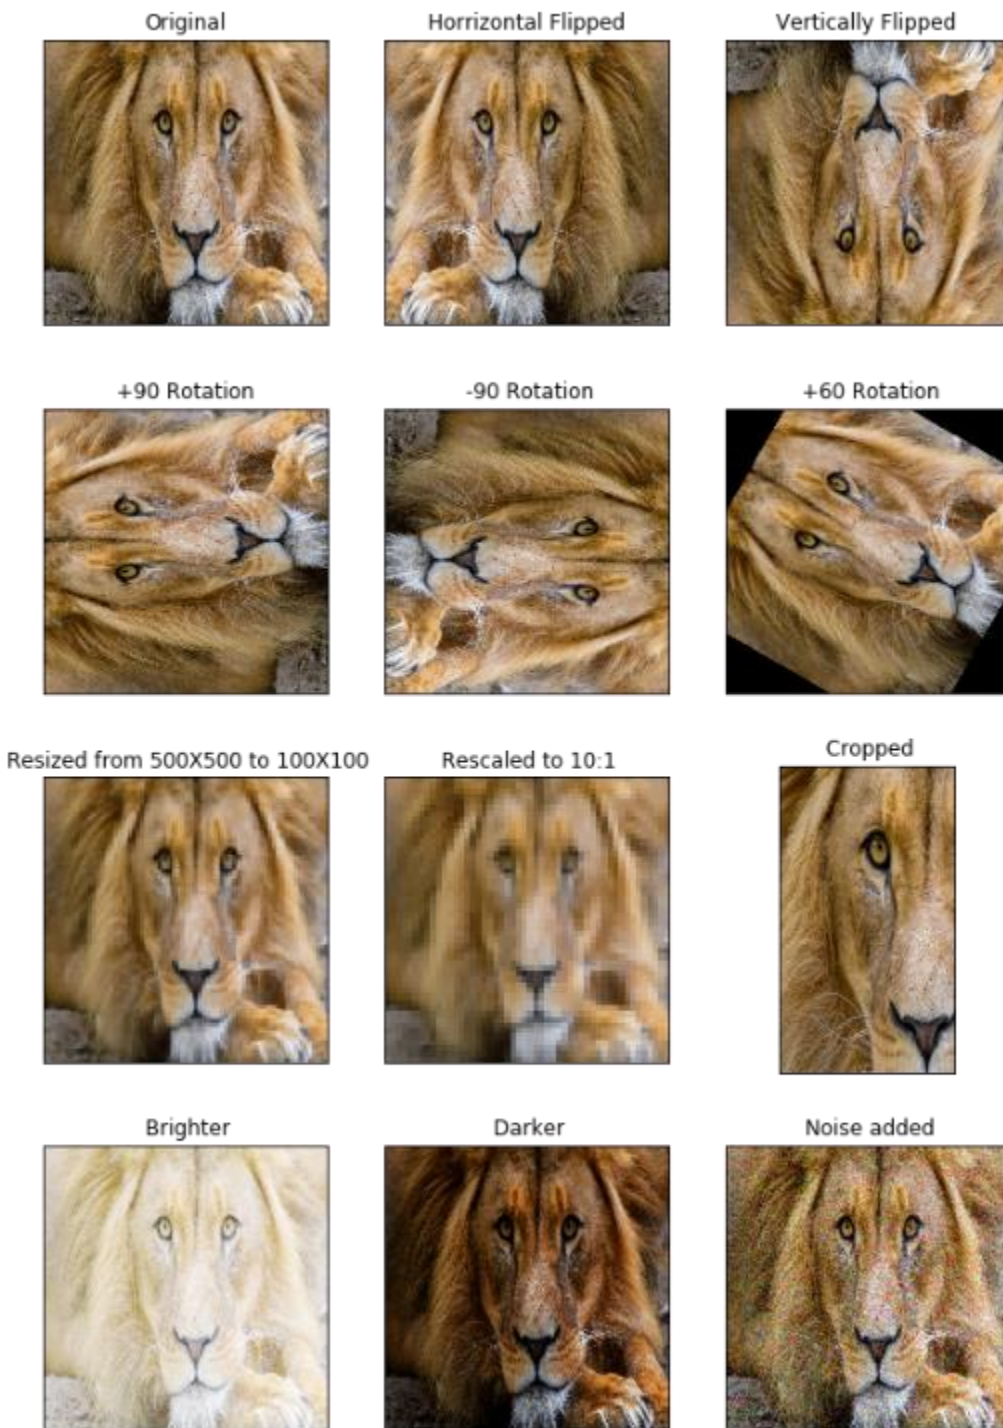 Original
Horrizontal Flipped
Vertically Flipped
+90 Rotation
-90 Rotation
+60 Rotation
Resized from 500X500 to 100X100
Rescaled to 10:1
Cropped
Brighter
Darker
Noise added